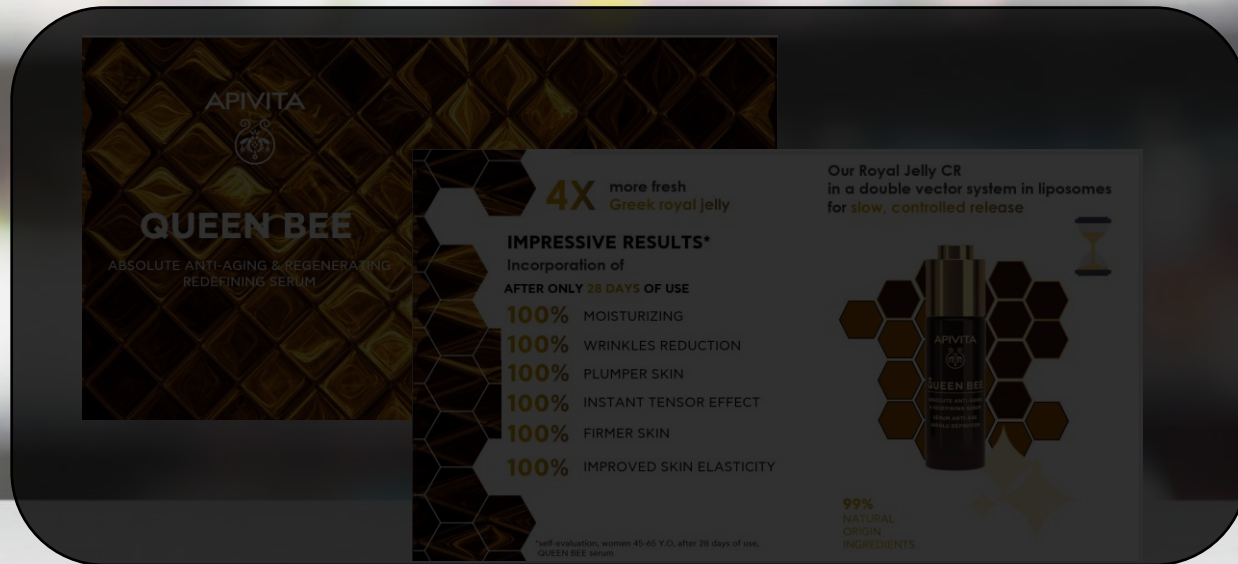 APIVITA
QUEEN BEE
ABSOLUTE ANTI-AGING & REGENERATING
REDEFINING SERUM
4X more fresh
Greek royal jelly
IMPRESSIVE RESULTS*
Incorporation of
AFTER ONLY 28 DAYS OF USE
100% MOISTURIZING
100% WRINKLES REDUCTION
100% PLUMPER SKIN
100% INSTANT TENSOR EFFECT
100% FIRMER SKIN
100% IMPROVED SKIN ELASTICITY
*self-evaluation, women 45-65 Y.O, after 28 days of use,
QUEEN BEE serum
Our Royal Jelly CR
in a double vector system in liposomes
for slow, controlled release
APIVITA
QUEEN BEE
ABSOLUTE ANTI-AGING
99%
NATURAL
ORIGIN
INGREDIENTS